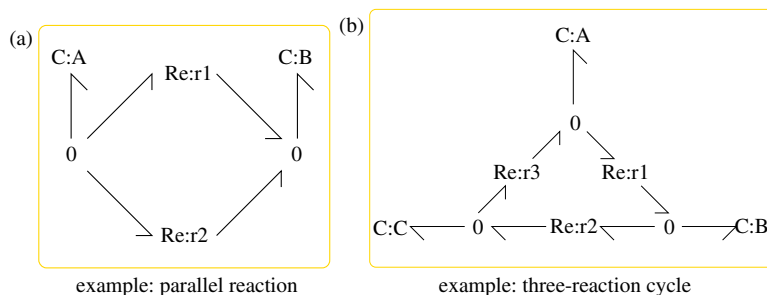 (a)
C:A C:B
Re:r1
0 0
Re:r2
example: parallel reaction
(b)
C:A
0
Re:r3 Re:r1
C:C 0 Re:r2 0 C:B
example: three-reaction cycle